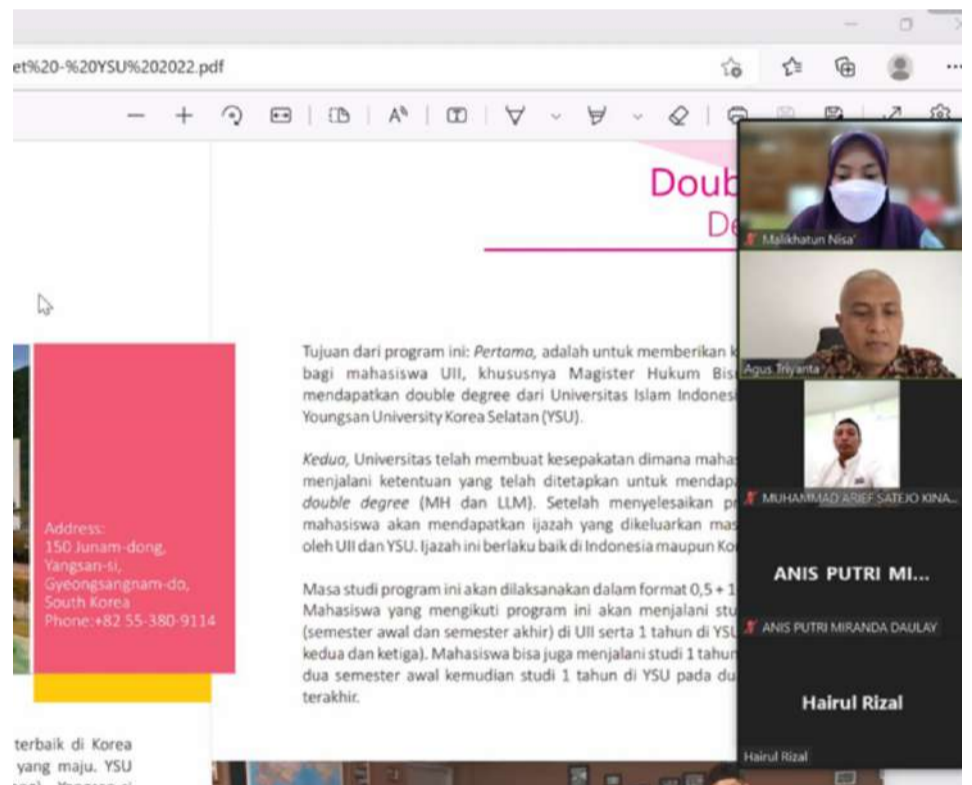 et%20-%20YSU%202022.pdf
Doub
De
Tujuan dari program ini: Pertama, adalah untuk memberikan k
bagi mahasiswa UII, khususnya Magister Hukum Bis
mendapatkan double degree dari Universitas Islam Indonesi
Youngsan University Korea Selatan (YSU).
Kedua, Universitas telah membuat kesepakatan dimana mahas
menjalani ketentuan yang telah ditetapkan untuk mendapa
double degree (MH dan LLM). Setelah menyelesaikan pr
mahasiswa akan mendapatkan ijazah yang dikeluarkan mas
oleh UII dan YSU. Ijazah ini berlaku baik di Indonesia maupun Ko
Masa studi program ini akan dilaksanakan dalam format 0,5 + 1
Mahasiswa yang mengikuti program ini akan menjalani stu
(semester awal dan semester akhir) di UII serta 1 tahun di YSU
kedua dan ketiga). Mahasiswa bisa juga menjalani studi 1 tahun
dua semester awal kemudian studi 1 tahun di YSU pada du
terakhir.
Address:
150 Junam-dong,
Yangsan-si,
Gyeongsangnam-do,
South Korea
Phone:+82 55-380-9114
terbaik di Korea
yang maju. YSU
Malikhatun Nisa'
Agus Triyanta
MUHAMMAD ARIEF SATEJO KINA...
ANIS PUTRI MI...
ANIS PUTRI MIRANDA DAULAY
Hairul Rizal
Hairul Rizal